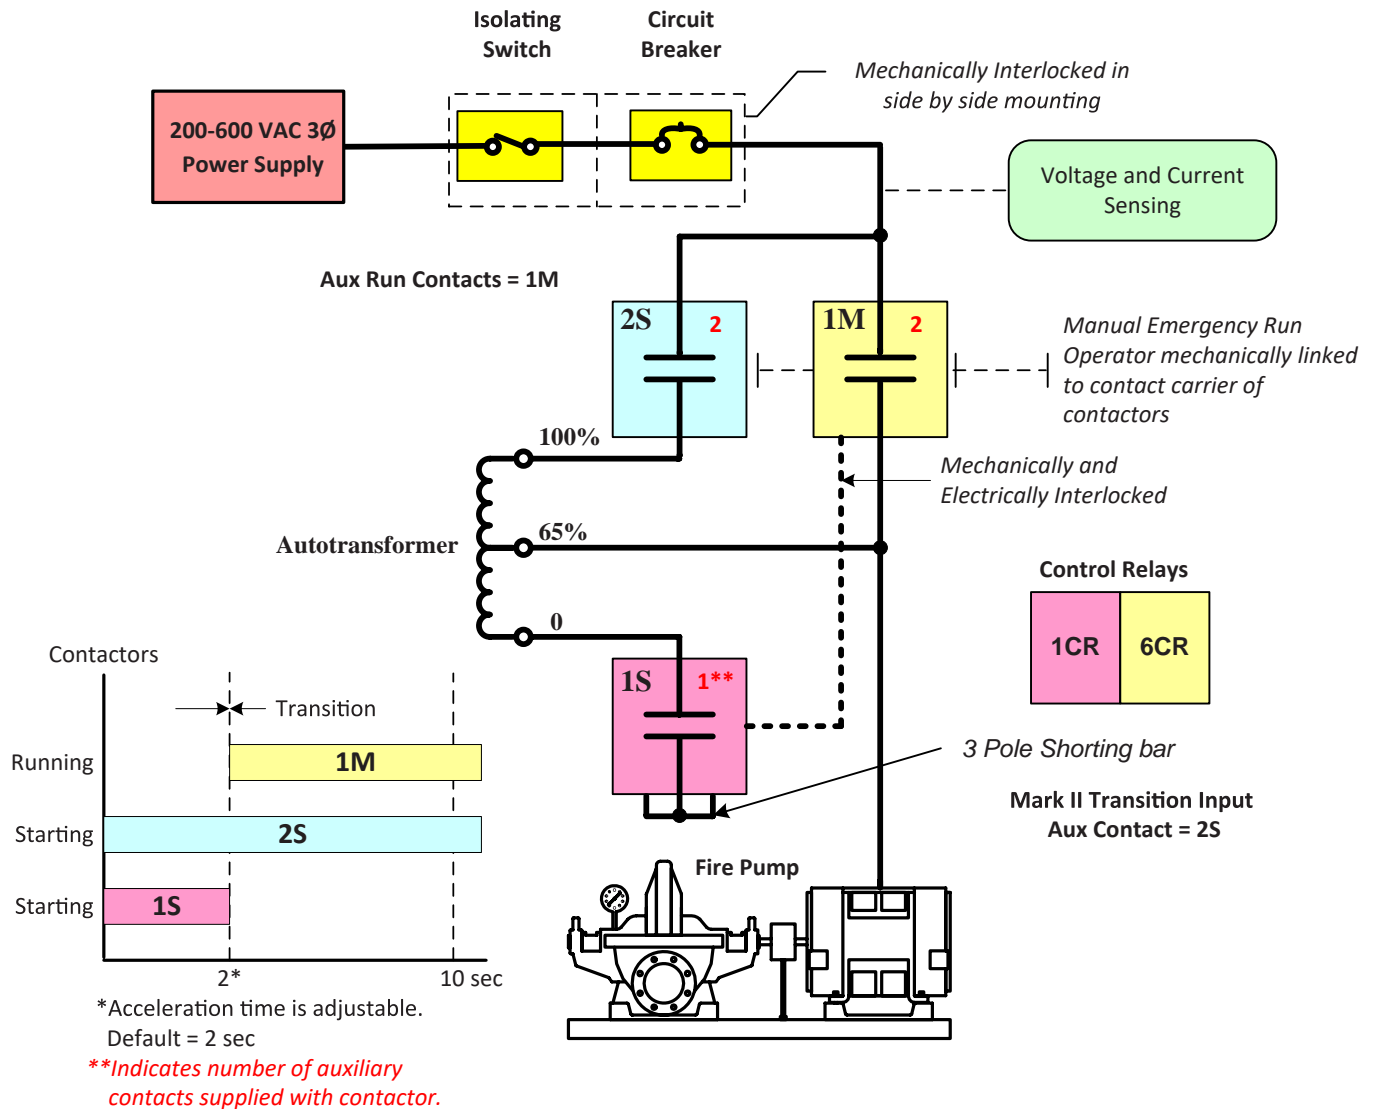 Isolating
Switch
Circuit
Breaker
Mechanically Interlocked in
side by side mounting
200-600 VAC 3Ø
Power Supply
Voltage and Current
Sensing
Aux Run Contacts = 1M
2S
2
1M
2
Manual Emergency Run
Operator mechanically linked
to contact carrier of
contactors
100%
Mechanically and
Electrically Interlocked
Autotransformer
65%
0
Control Relays
1CR
6CR
1S
1**
3 Pole Shorting bar
Mark II Transition Input
Aux Contact = 2S
Contactors
Transition
Running
1M
Starting
2S
Starting
1S
2*
10 sec
Fire Pump
*Acceleration time is adjustable.
Default = 2 sec
**Indicates number of auxiliary
contacts supplied with contactor.